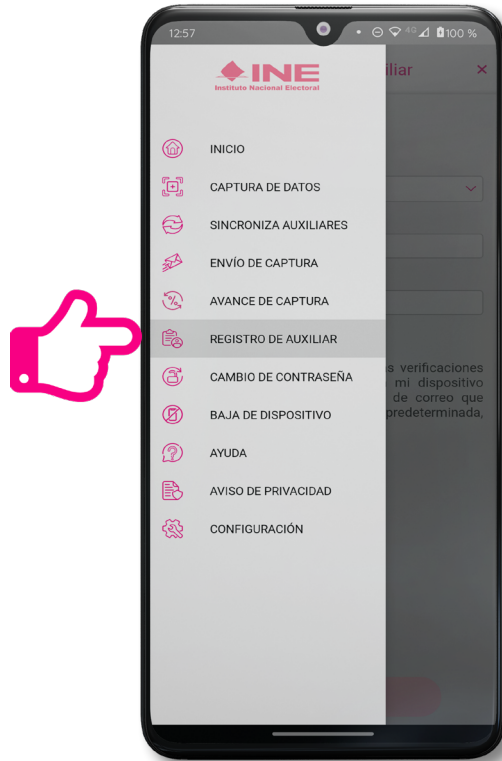 12:57
4G
100 %
INE
Instituto Nacional Electoral
iliar ×
INICIO
CAPTURA DE DATOS
SINCRONIZA AUXILIARES
ENVÍO DE CAPTURA
% AVANCE DE CAPTURA
REGISTRO DE AUXILIAR
s verificaciones
CAMBIO DE CONTRASEÑA
mi dispositivo
de correo que
BAJA DE DISPOSITIVO
predeterminada,
AYUDA
AVISO DE PRIVACIDAD
CONFIGURACIÓN